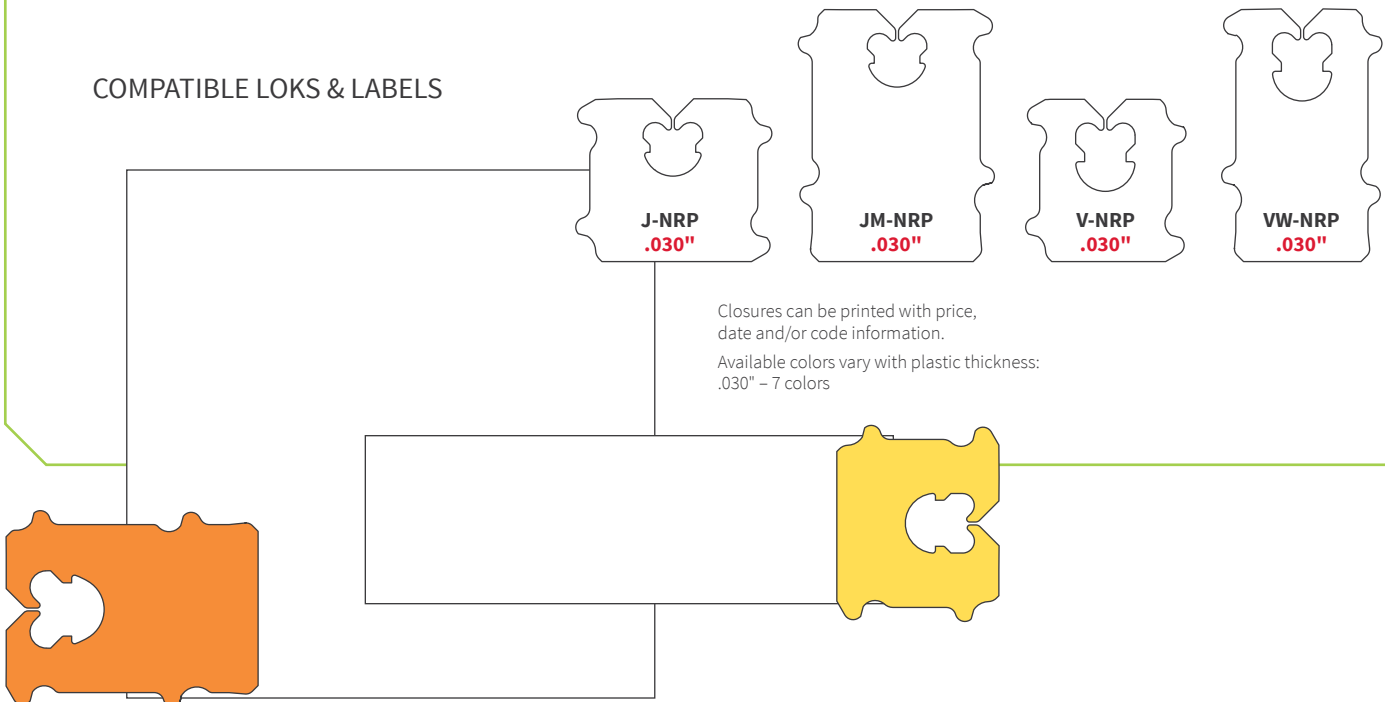 COMPATIBLE LOKS & LABELS
J-NRP
.030"
JM-NRP
.030"
V-NRP
.030"
VW-NRP
.030"
Closures can be printed with price,
date and/or code information.
Available colors vary with plastic thickness:
.030" – 7 colors